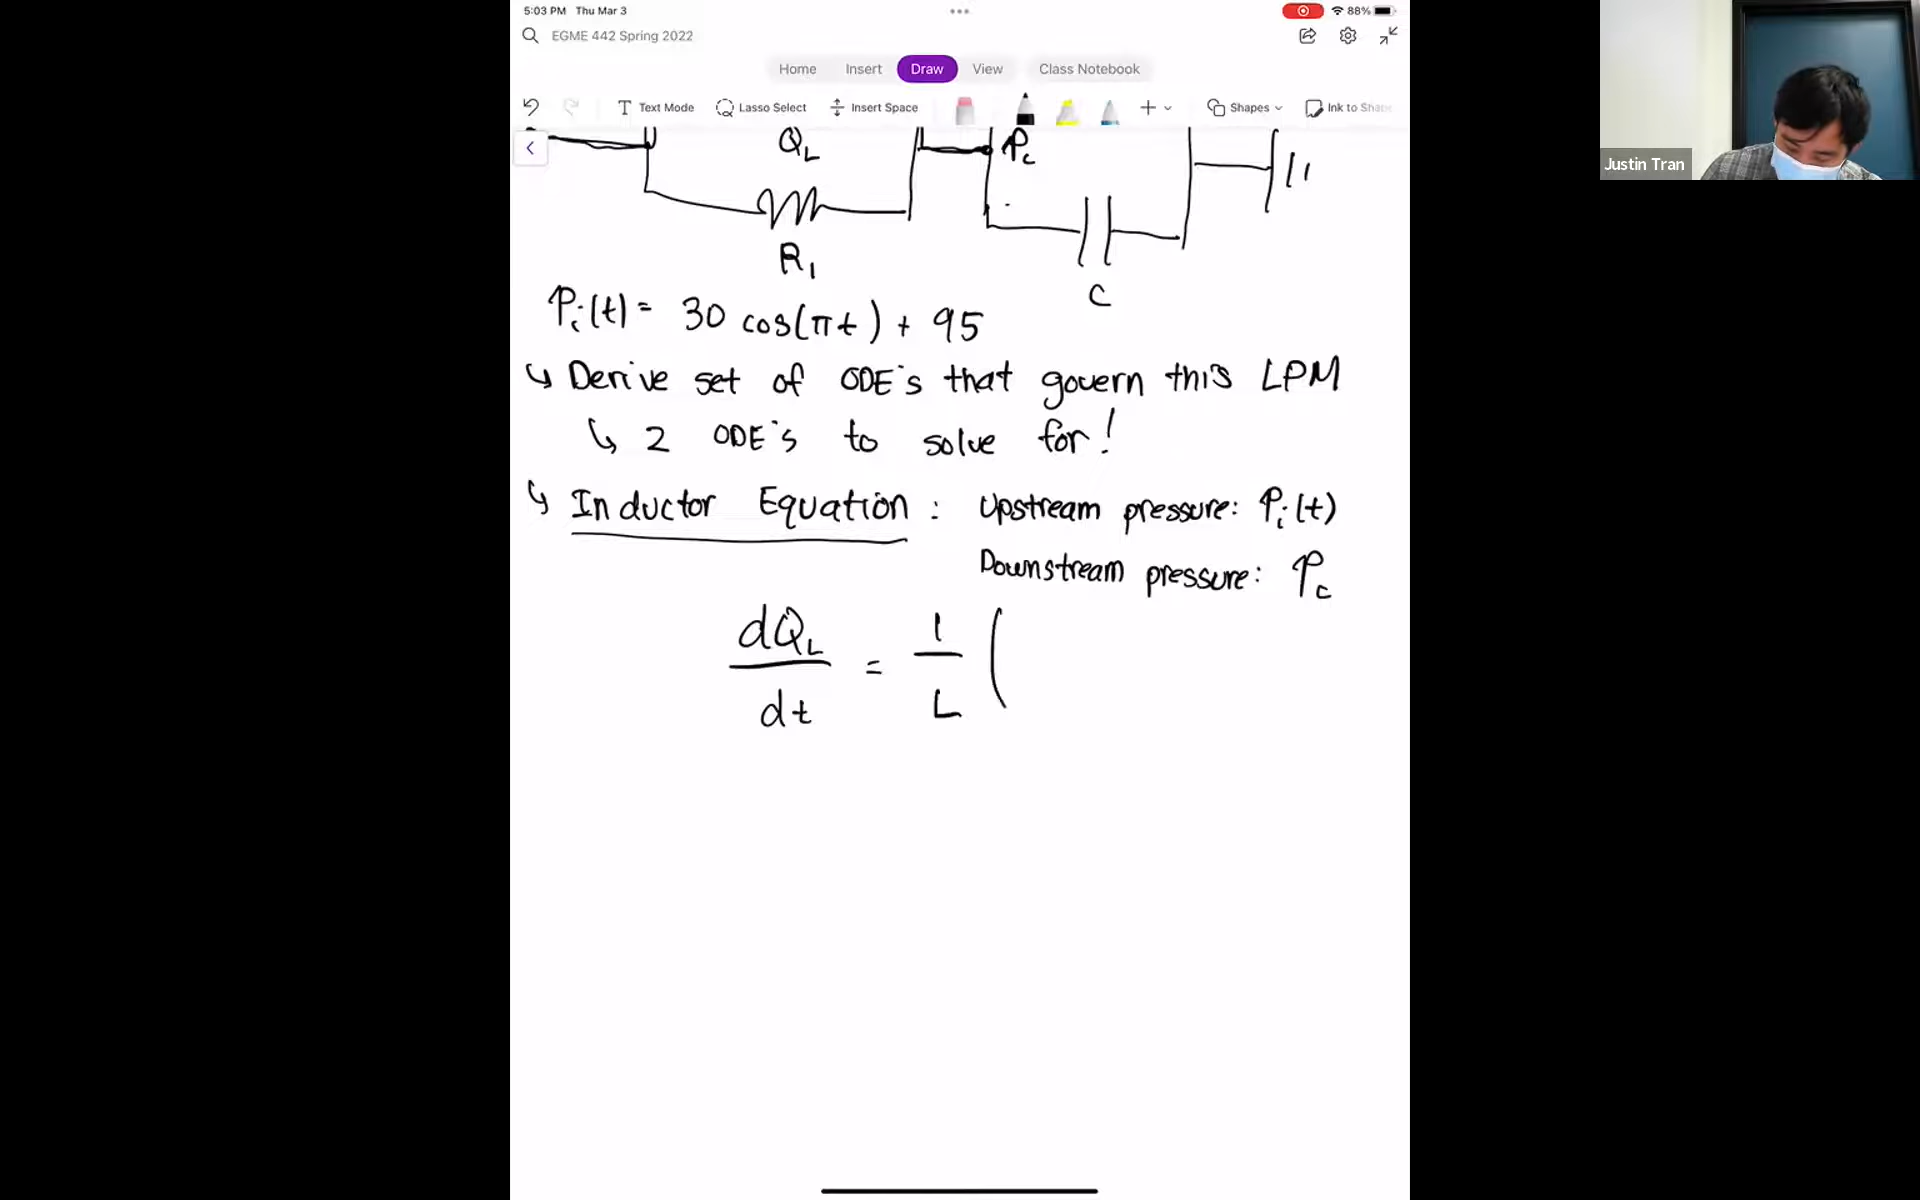 5:03 PM Thu Mar 3
88%
EGME 442 Spring 2022
Home Insert Draw View Class Notebook
Text Mode Lasso Select Insert Space Shapes Ink to Shape
Q_L
P_c
R_1
C
P_i(t) = 30 cos(πt) + 95
↳ Derive set of ODE's that govern this LPM
↳ 2 ODE's to solve for!
↳ Inductor Equation : Upstream pressure: P_i(t)
Downstream pressure: P_c
dQ_L/dt = 1/L (
Justin Tran